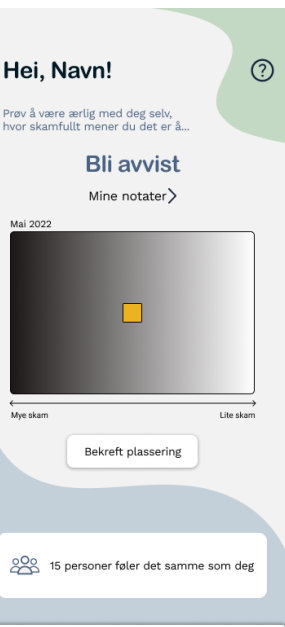 Hei, Navn!
Prøv å være ærlig med deg selv,
hvor skamfullt mener du det er å...
Bli avvist
Mine notater
Mai 2022
Mye skam
Lite skam
Bekreft plassering
15 personer føler det samme som deg